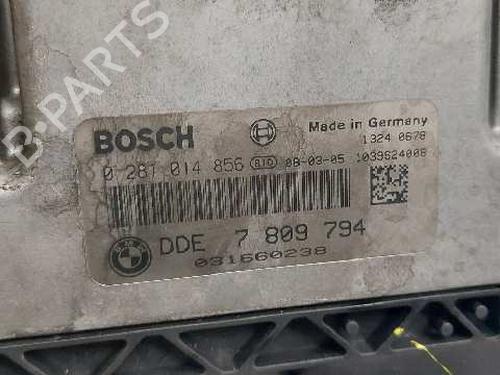 B-PARTS
BOSCH
Made in Germany
1324 0678
0 281 014 856 RIO 08-03-05 1039S24008
DDE 7 809 794
031660238